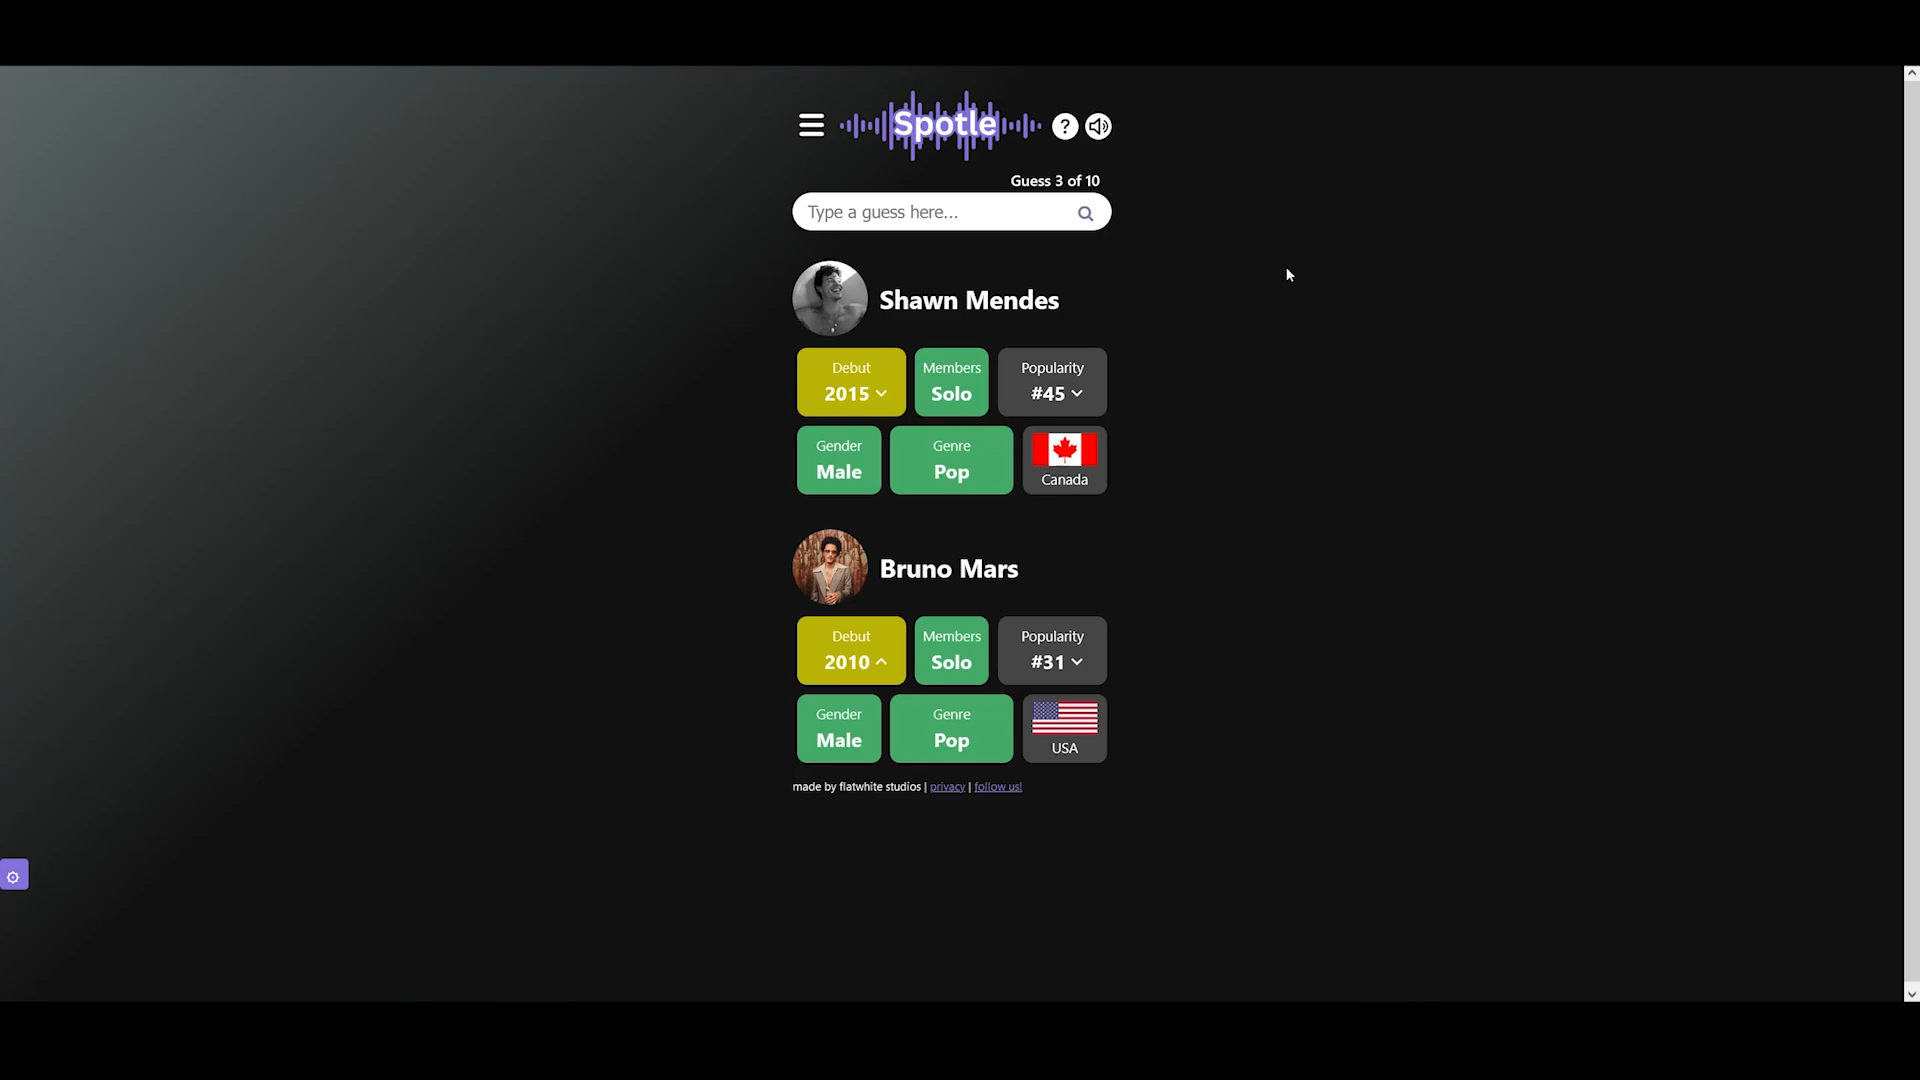 Spotle
?
Guess 3 of 10
Type a guess here...
Shawn Mendes
Debut Members Popularity
2015 Solo #45
Gender Genre
Male Pop Canada
Bruno Mars
Debut Members Popularity
2010 Solo #31
Gender Genre
Male Pop USA
made by flatwhite studios | privacy | follow us!